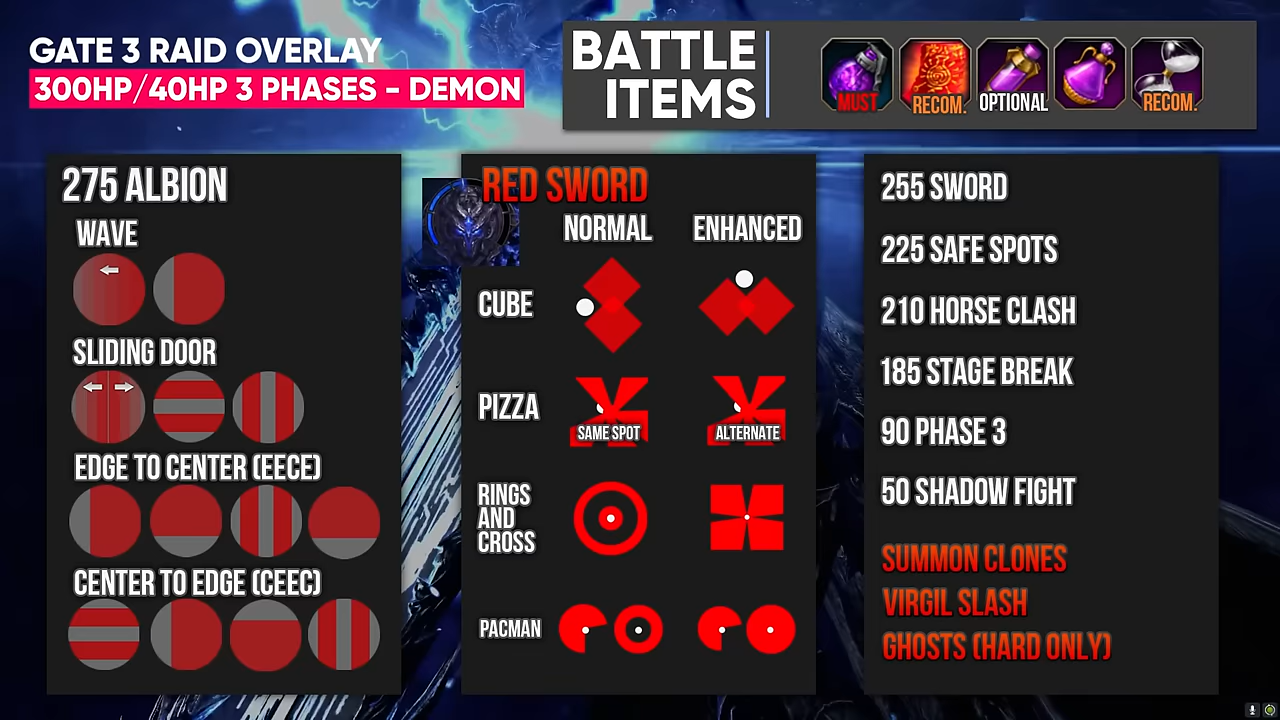 GATE 3 RAID OVERLAY
300HP/40HP 3 PHASES - DEMON
BATTLE
ITEMS
MUST
RECOM.
OPTIONAL
RECOM.
275 ALBION
WAVE
SLIDING DOOR
EDGE TO CENTER (EECE)
CENTER TO EDGE (CEEC)
RED SWORD
NORMAL
ENHANCED
CUBE
PIZZA
SAME SPOT
ALTERNATE
RINGS
AND
CROSS
PACMAN
255 SWORD
225 SAFE SPOTS
210 HORSE CLASH
185 STAGE BREAK
90 PHASE 3
50 SHADOW FIGHT
SUMMON CLONES
VIRGIL SLASH
GHOSTS (HARD ONLY)